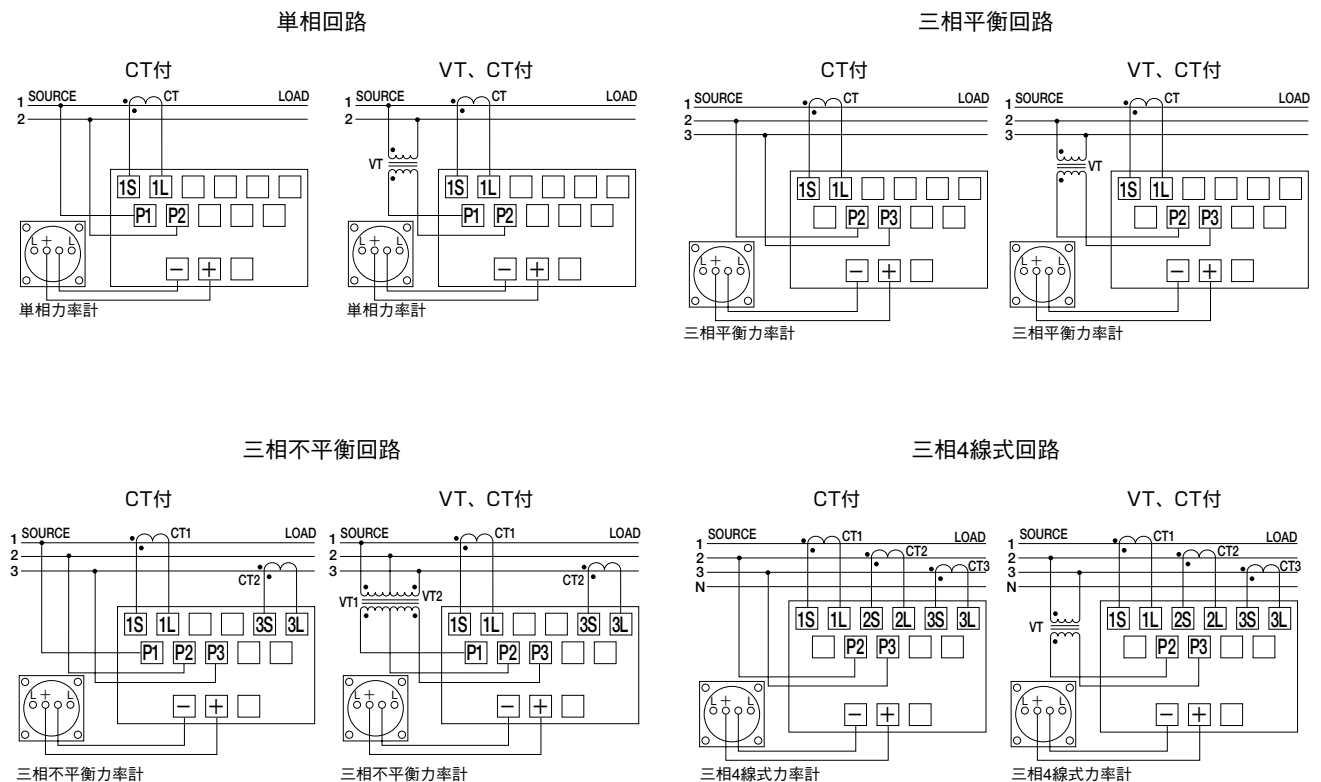 単相回路
CT付
1 SOURCE CT LOAD
2
1S 1L
P1 P2
L + L
− +
単相力率計
VT、CT付
1 SOURCE CT LOAD
2
VT
1S 1L
P1 P2
L + L
− +
単相力率計
三相平衡回路
CT付
1 SOURCE CT LOAD
2
3
1S 1L
P2 P3
L + L
− +
三相平衡力率計
VT、CT付
1 SOURCE CT LOAD
2
3
VT
1S 1L
P2 P3
L + L
− +
三相平衡力率計
三相不平衡回路
CT付
1 SOURCE CT1 LOAD
2
3
CT2
1S 1L 3S 3L
P1 P2 P3
L + L
− +
三相不平衡力率計
VT、CT付
1 SOURCE CT1 LOAD
2
3
CT2
VT1 VT2
1S 1L 3S 3L
P1 P2 P3
L + L
− +
三相不平衡力率計
三相4線式回路
CT付
1 SOURCE CT1 LOAD
2 CT2
3 CT3
N
1S 1L 2S 2L 3S 3L
P2 P3
L + L
− +
三相4線式力率計
VT、CT付
1 SOURCE CT1 LOAD
2 CT2
3 CT3
N
VT
1S 1L 2S 2L 3S 3L
P2 P3
L + L
− +
三相4線式力率計